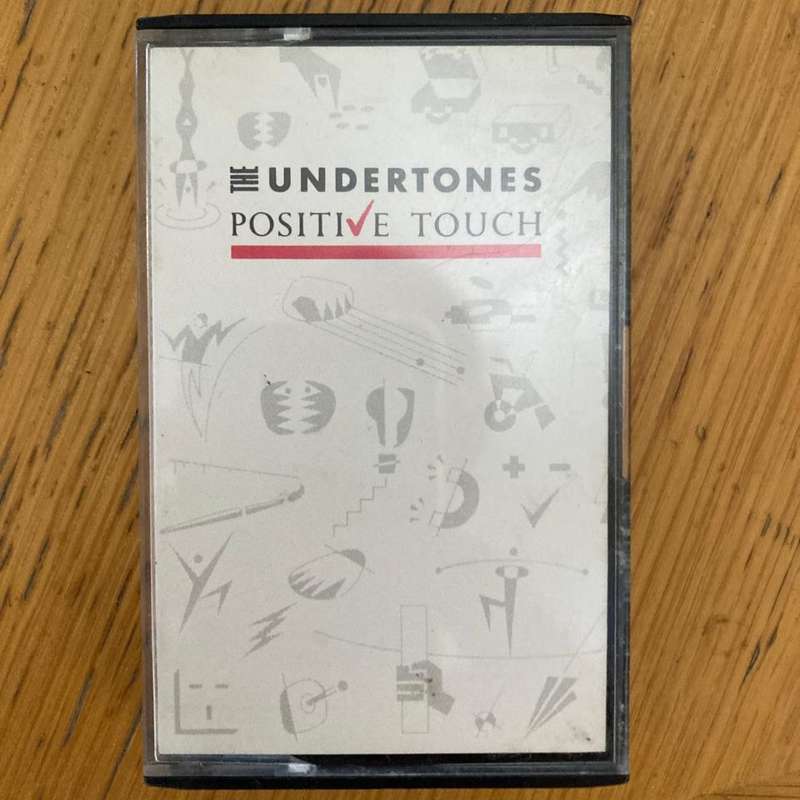 THE UNDERTONES
POSITIVE TOUCH
+ −